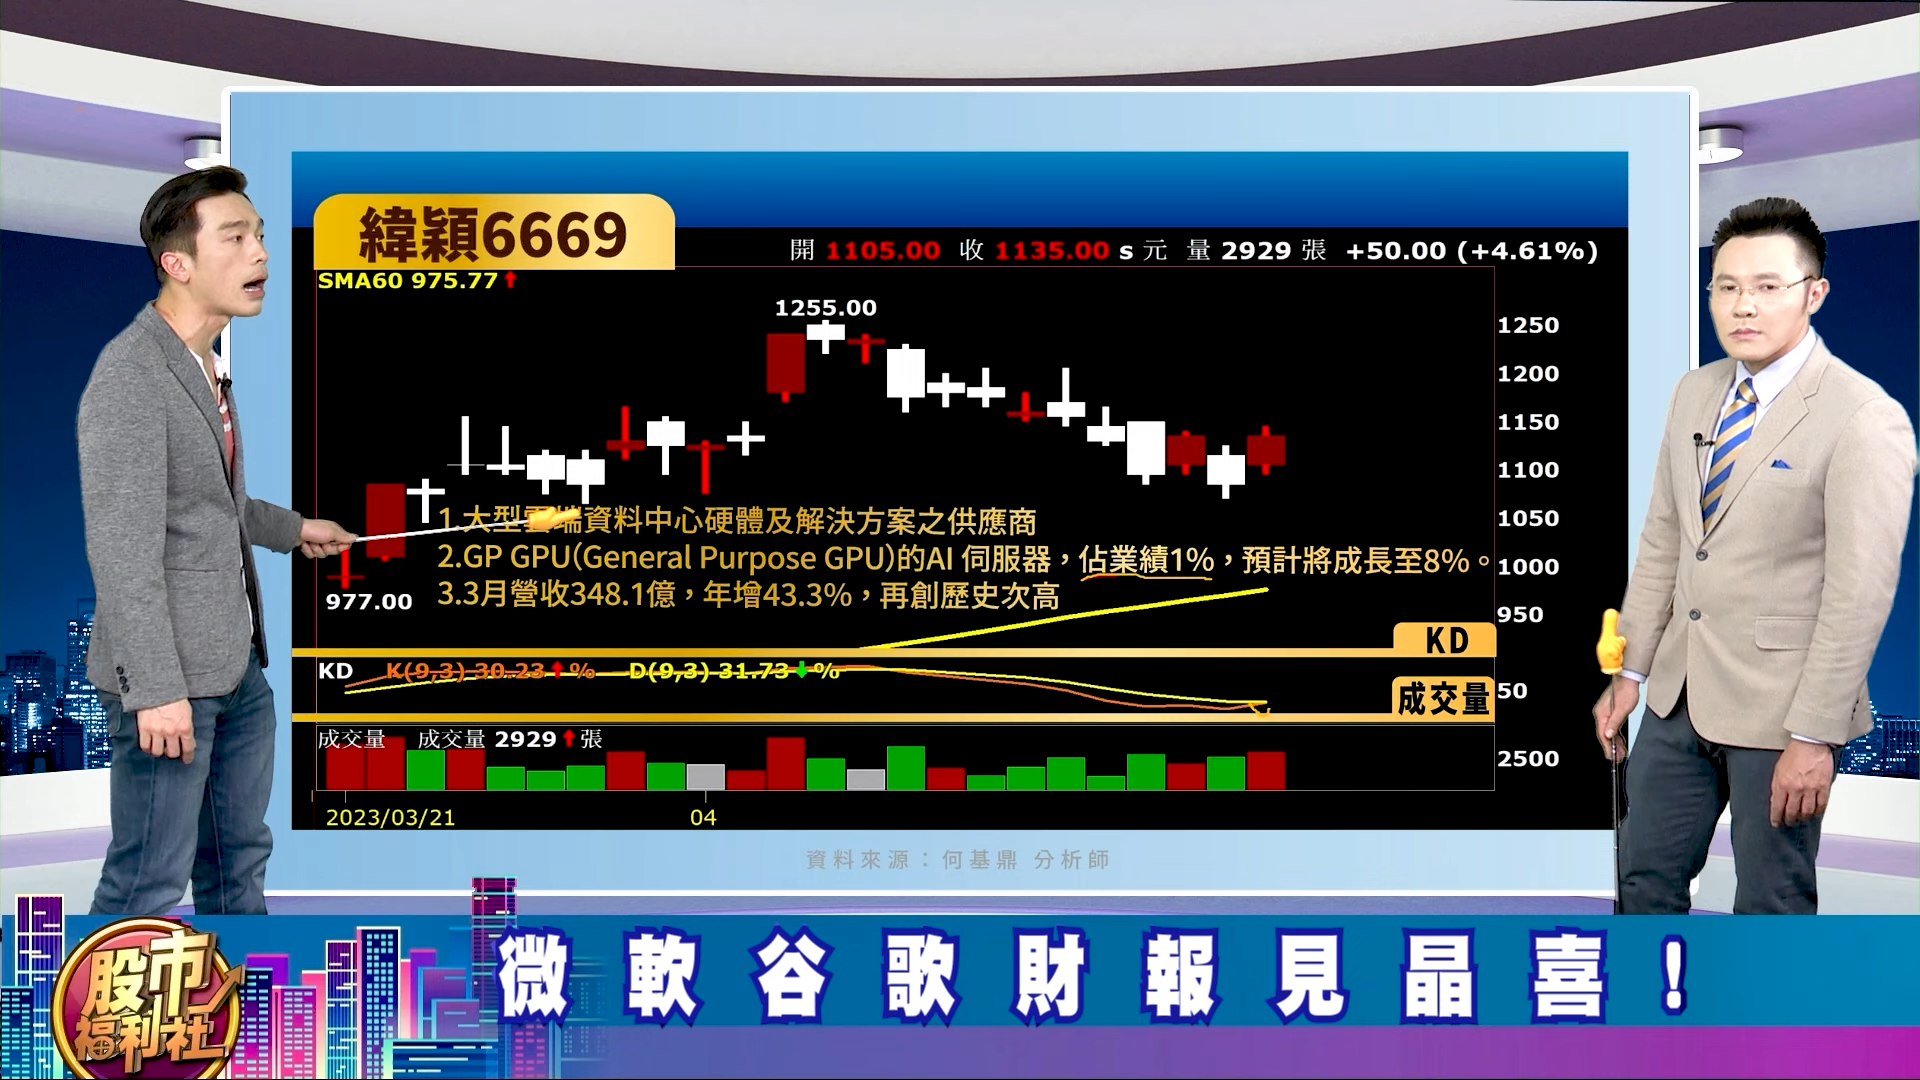 緯穎6669
開 1105.00 收 1135.00 s 元 量 2929 張 +50.00 (+4.61%)
SMA60 975.77
1255.00
1250
1200
1150
1100
1050
1000
950
1.大型雲端資料中心硬體及解決方案之供應商
2.GP GPU(General Purpose GPU)的AI 伺服器，佔業績1%，預計將成長至8%。
3.3月營收348.1億，年增43.3%，再創歷史次高
977.00
KD
KD K(9,3) 30.23 % D(9,3) 31.73 %
成交量
50
成交量 成交量 2929 張
2500
2023/03/21
04
資料來源：何基鼎 分析師
股市
福利社
微軟谷歌財報見晶喜！